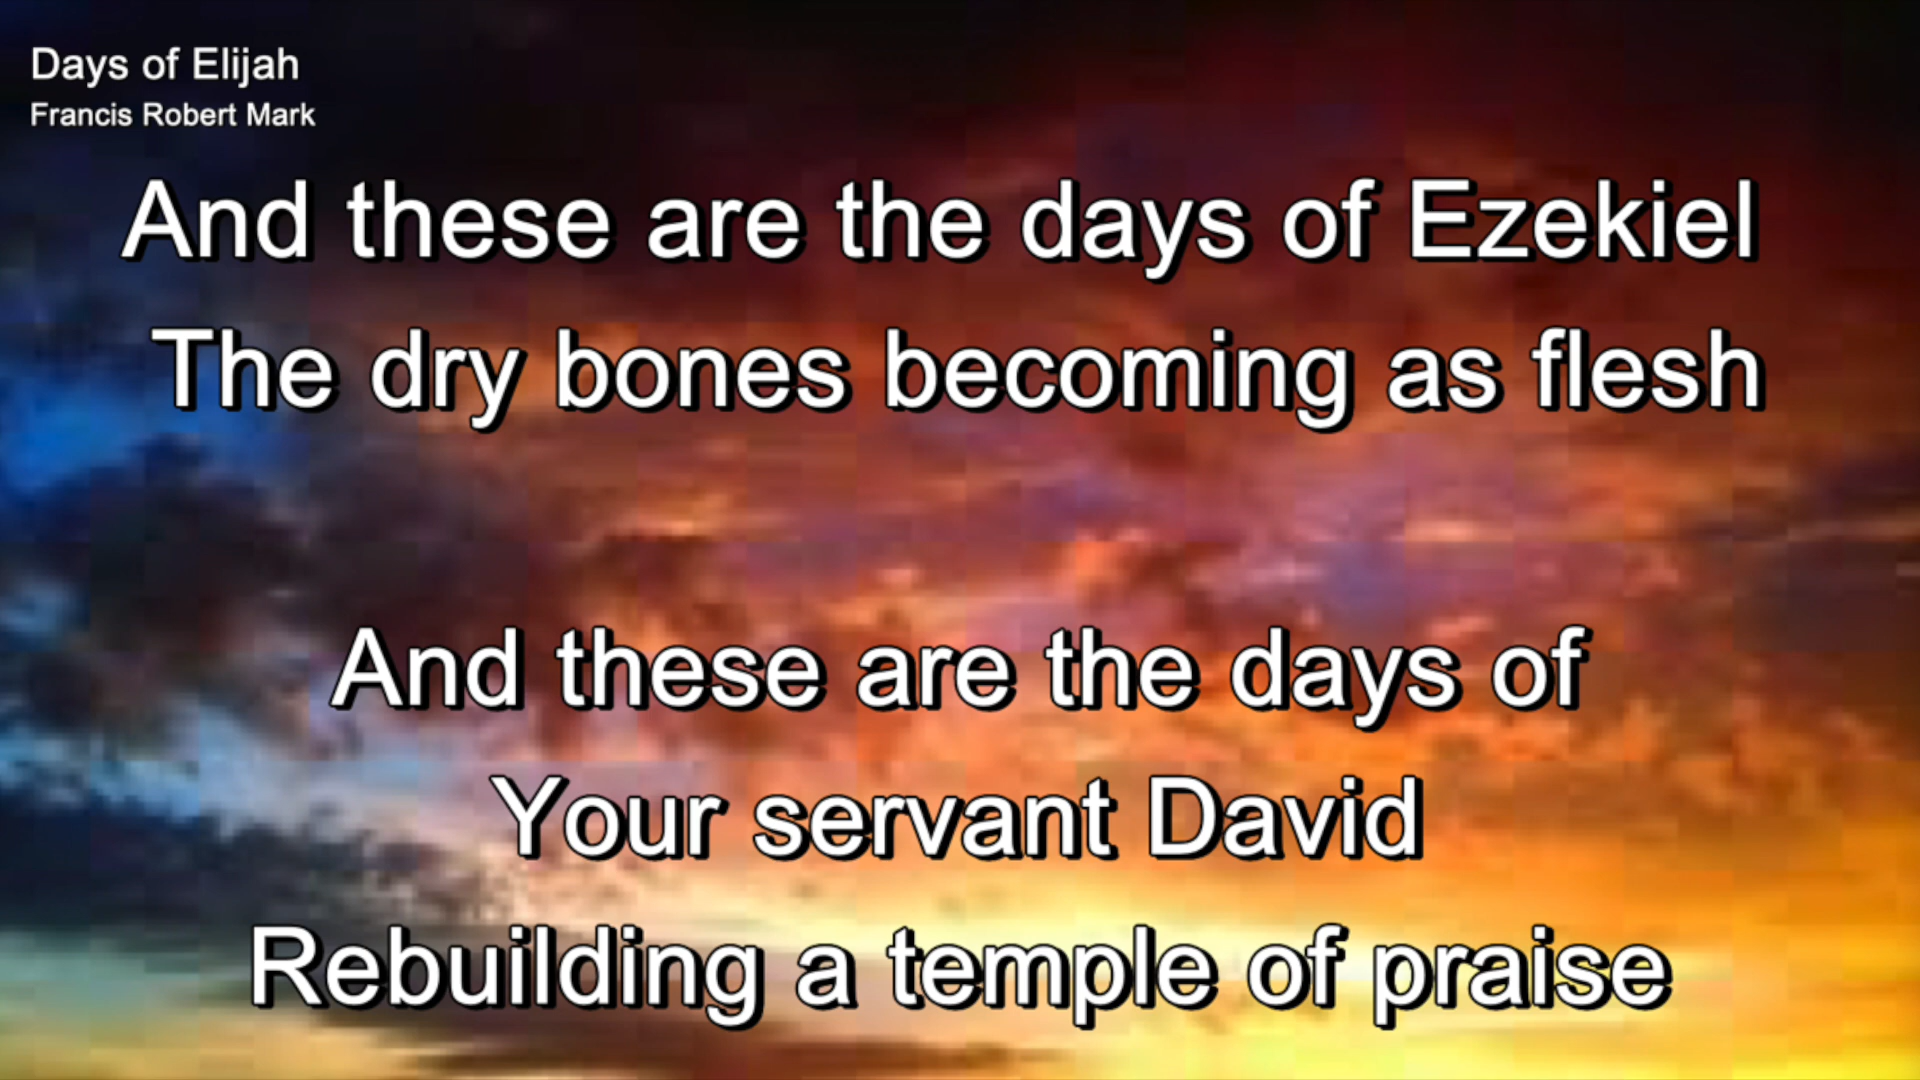 Days of Elijah
Francis Robert Mark
And these are the days of Ezekiel
The dry bones becoming as flesh
And these are the days of
Your servant David
Rebuilding a temple of praise